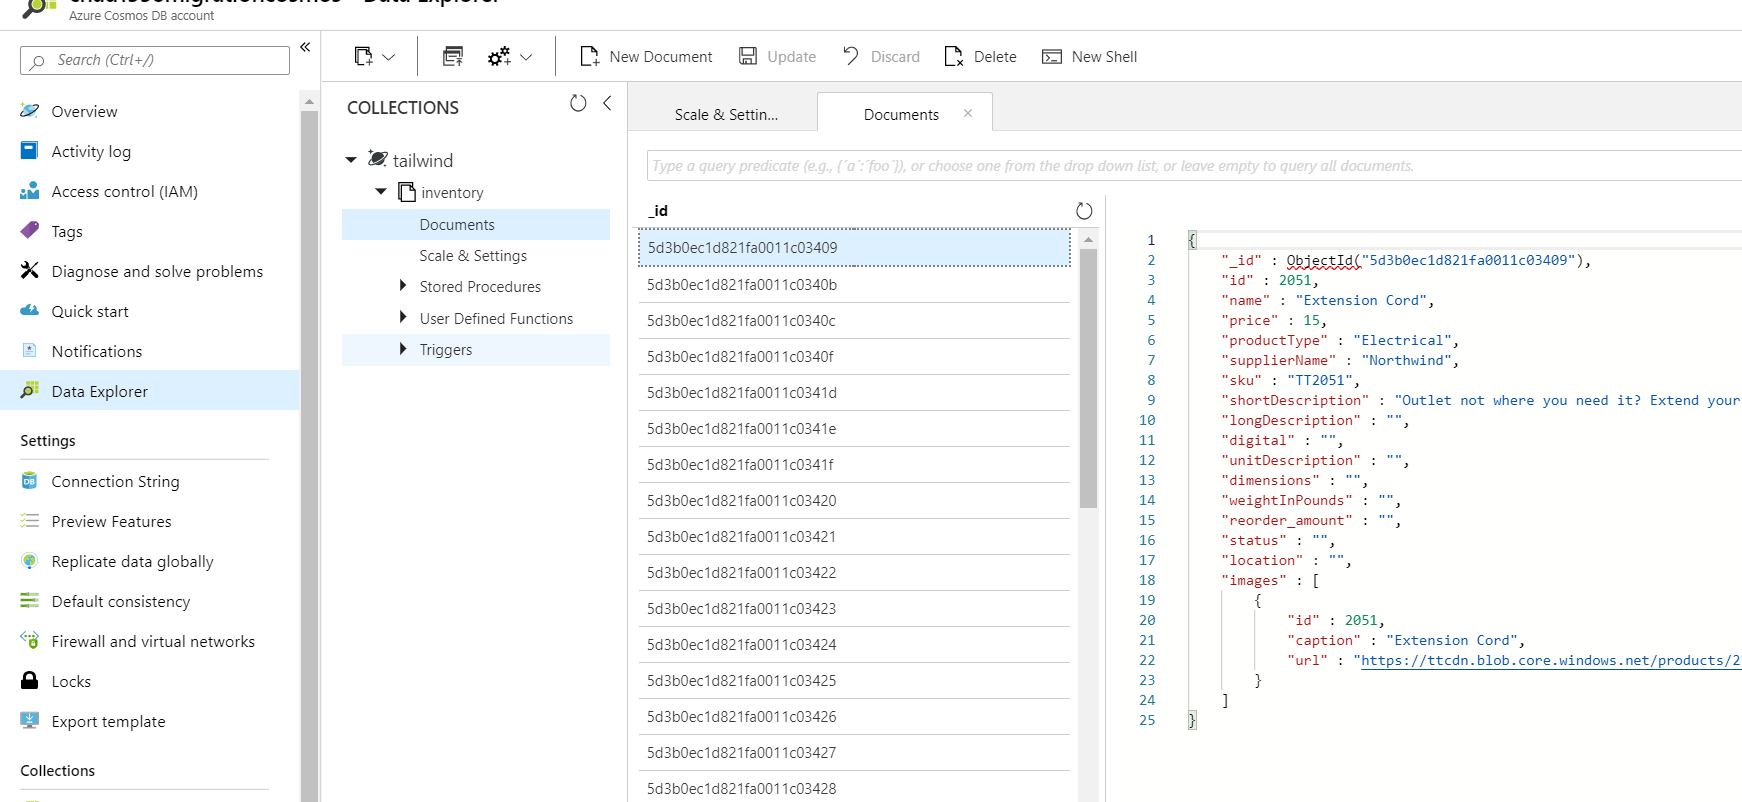 Data Explorer
Azure Cosmos DB account
Search (Ctrl+/)
«
Overview
Activity log
Access control (IAM)
Tags
Diagnose and solve problems
Quick start
Notifications
Data Explorer
Settings
Connection String
Preview Features
Replicate data globally
Default consistency
Firewall and virtual networks
Locks
Export template
Collections
New Document
Update
Discard
Delete
New Shell
COLLECTIONS
tailwind
inventory
Documents
Scale & Settings
Stored Procedures
User Defined Functions
Triggers
Scale & Settin...
Documents
Type a query predicate (e.g., {´a´:´foo´}), or choose one from the drop down list, or leave empty to query all documents.
_id
5d3b0ec1d821fa0011c03409
5d3b0ec1d821fa0011c0340b
5d3b0ec1d821fa0011c0340c
5d3b0ec1d821fa0011c0340f
5d3b0ec1d821fa0011c0341d
5d3b0ec1d821fa0011c0341e
5d3b0ec1d821fa0011c0341f
5d3b0ec1d821fa0011c03420
5d3b0ec1d821fa0011c03421
5d3b0ec1d821fa0011c03422
5d3b0ec1d821fa0011c03423
5d3b0ec1d821fa0011c03424
5d3b0ec1d821fa0011c03425
5d3b0ec1d821fa0011c03426
5d3b0ec1d821fa0011c03427
5d3b0ec1d821fa0011c03428
1 {
2 "_id" : ObjectId("5d3b0ec1d821fa0011c03409"),
3 "id" : 2051,
4 "name" : "Extension Cord",
5 "price" : 15,
6 "productType" : "Electrical",
7 "supplierName" : "Northwind",
8 "sku" : "TT2051",
9 "shortDescription" : "Outlet not where you need it? Extend your
10 "longDescription" : "",
11 "digital" : "",
12 "unitDescription" : "",
13 "dimensions" : "",
14 "weightInPounds" : "",
15 "reorder_amount" : "",
16 "status" : "",
17 "location" : "",
18 "images" : [
19 {
20 "id" : 2051,
21 "caption" : "Extension Cord",
22 "url" : "https://ttcdn.blob.core.windows.net/products/2
23 }
24 ]
25 }